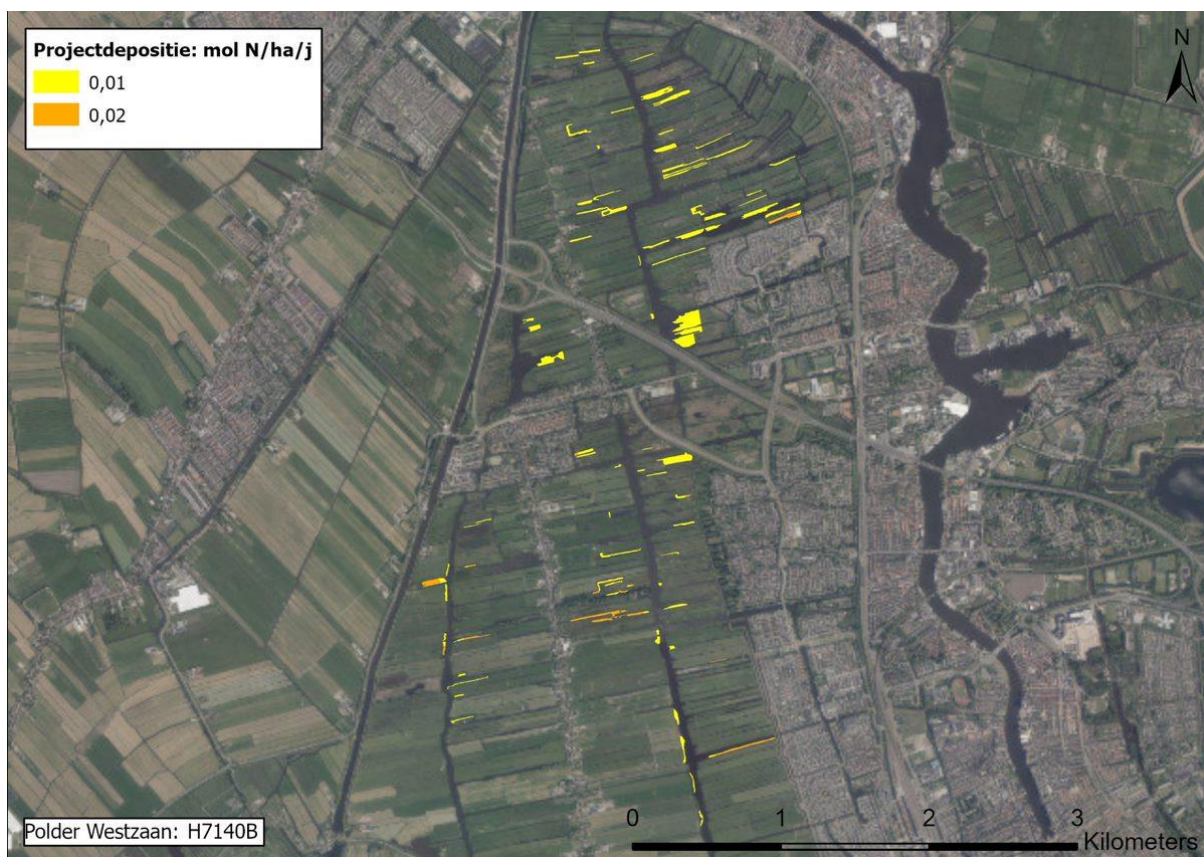 Projectdepositie: mol N/ha/j
0,01
0,02
N
Polder Westzaan: H7140B
0 1 2 3
Kilometers